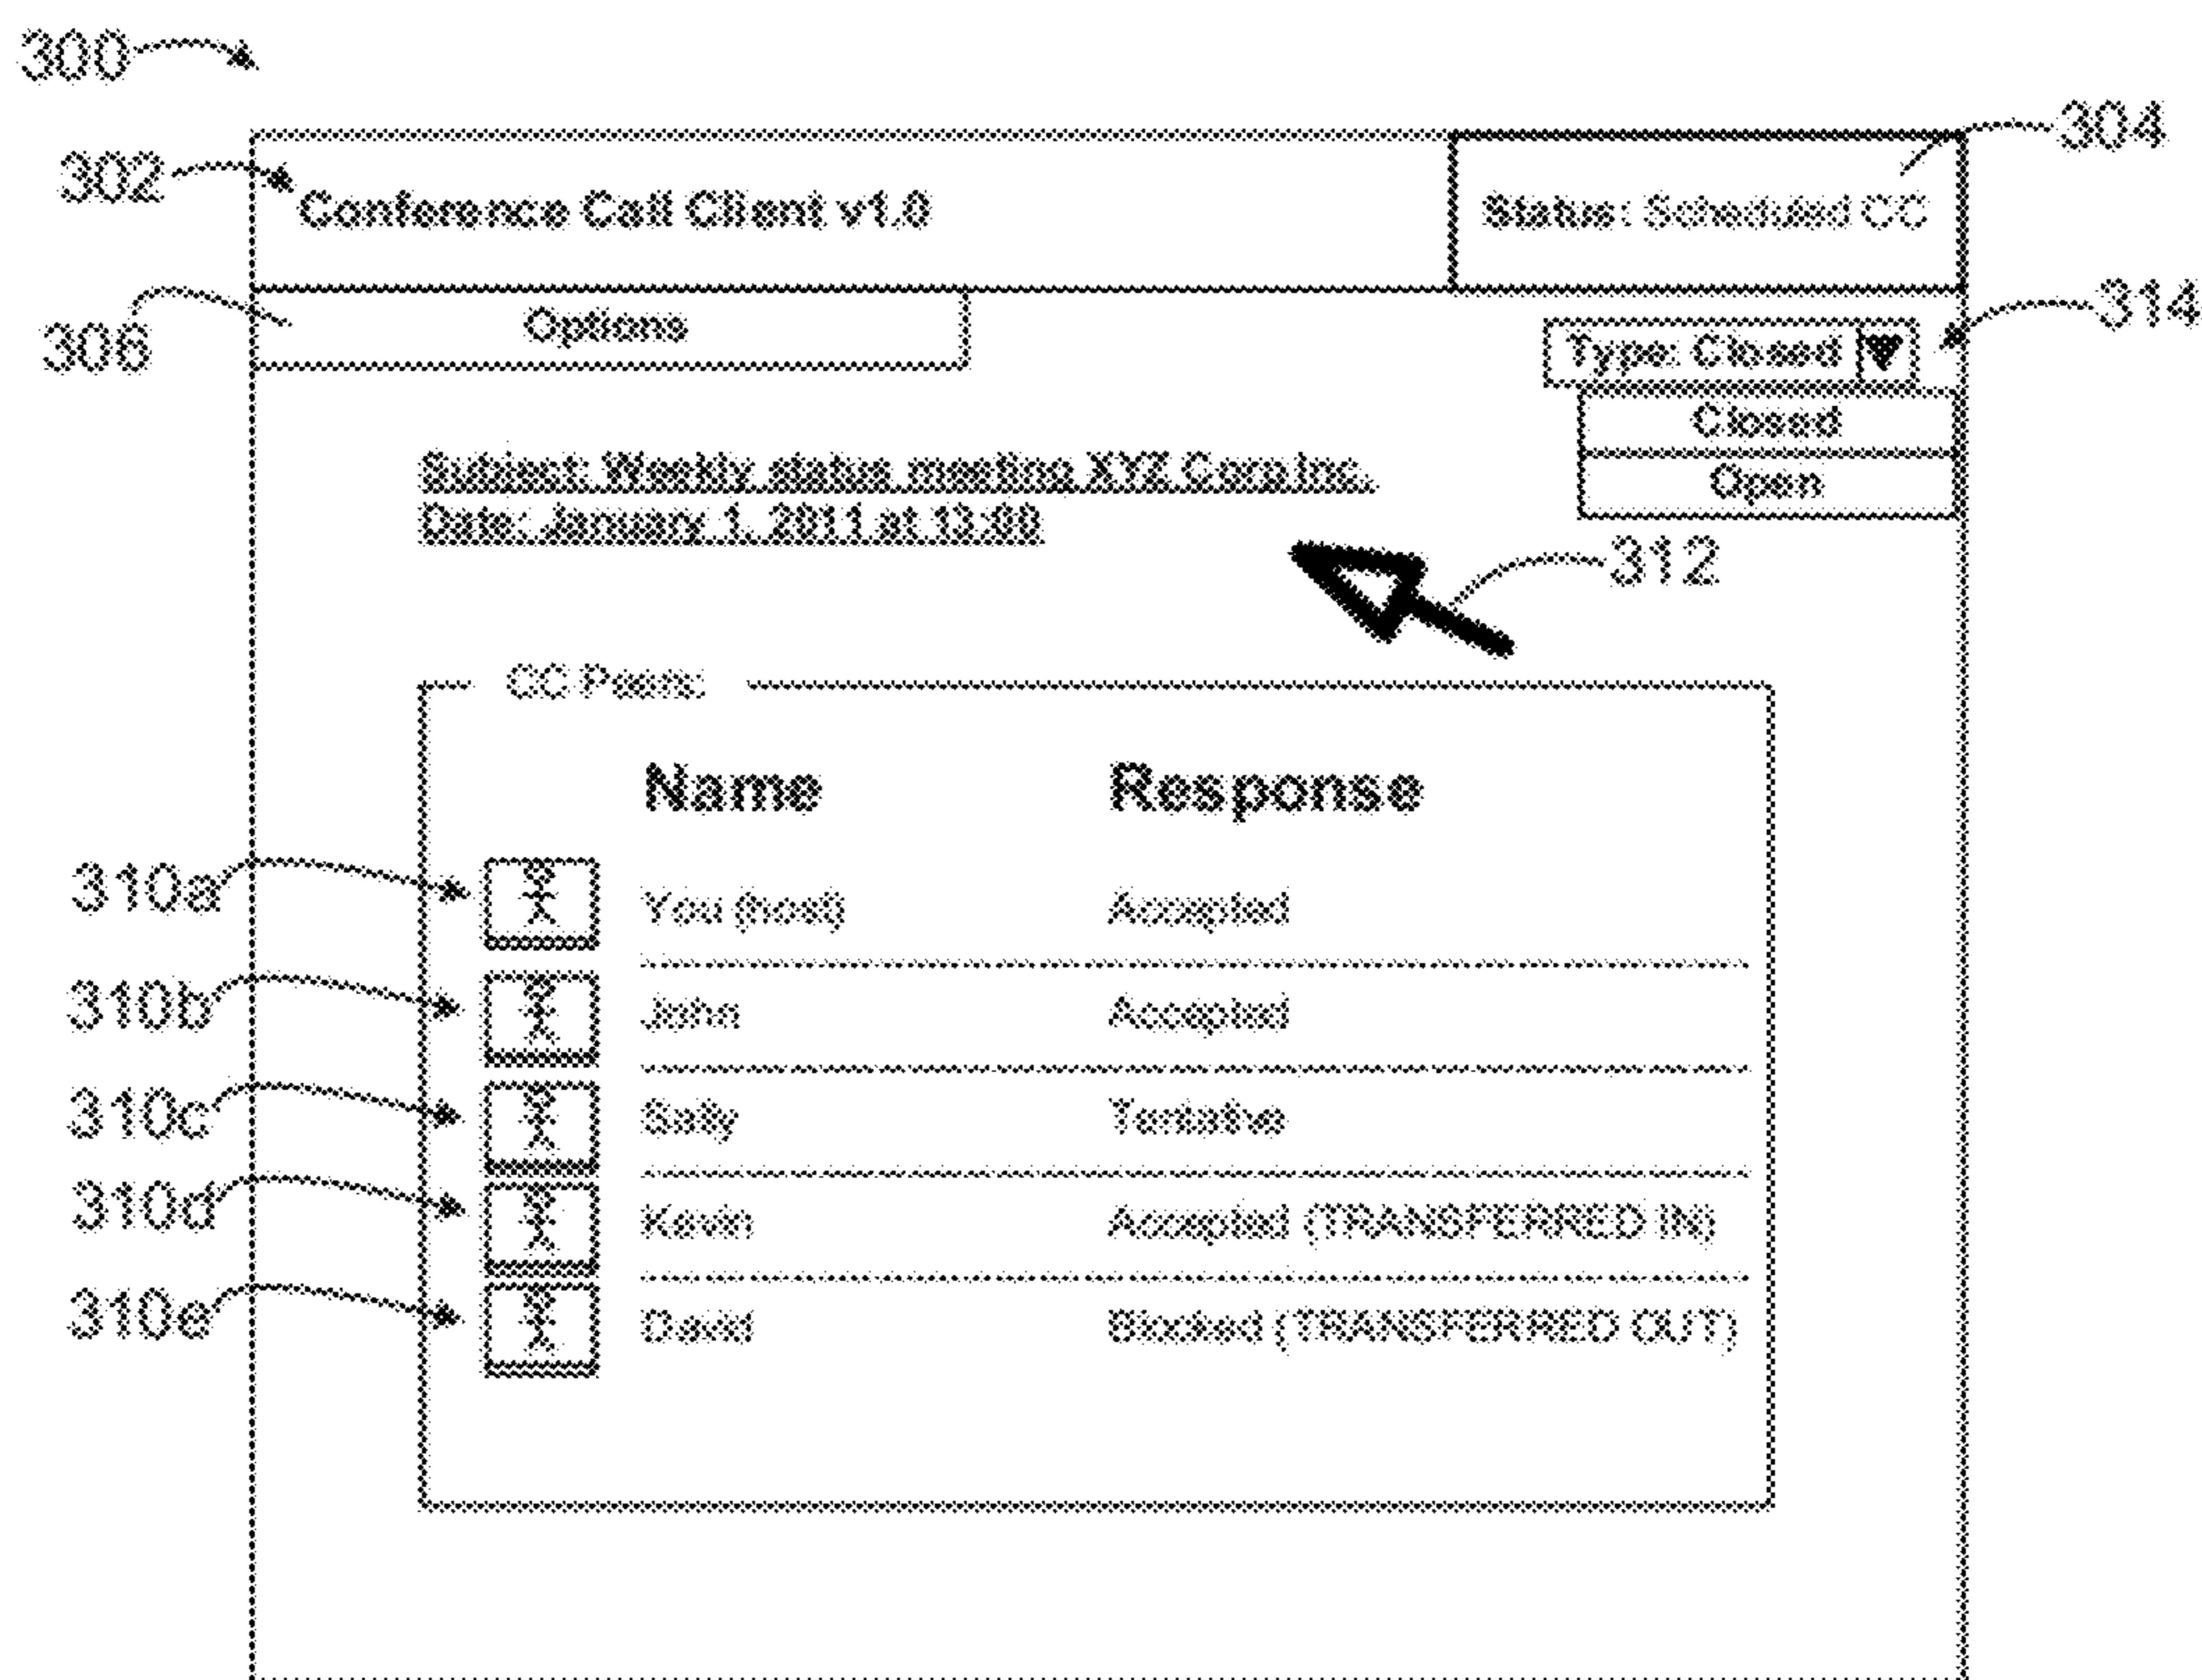 300
302
304
Conference Call Client v1.0
Status: Scheduled CC
306
Options
314
Type: Closed
Closed
Open
Subject: Weekly status meeting XYZ Corp Inc.
Date: January 1, 2011 at 13:00
312
CC Peers:
Name Response
310a You (host) Accepted
310b John Accepted
310c Sally Tentative
310d Kevin Accepted (TRANSFERRED IN)
310e David Blocked (TRANSFERRED OUT)